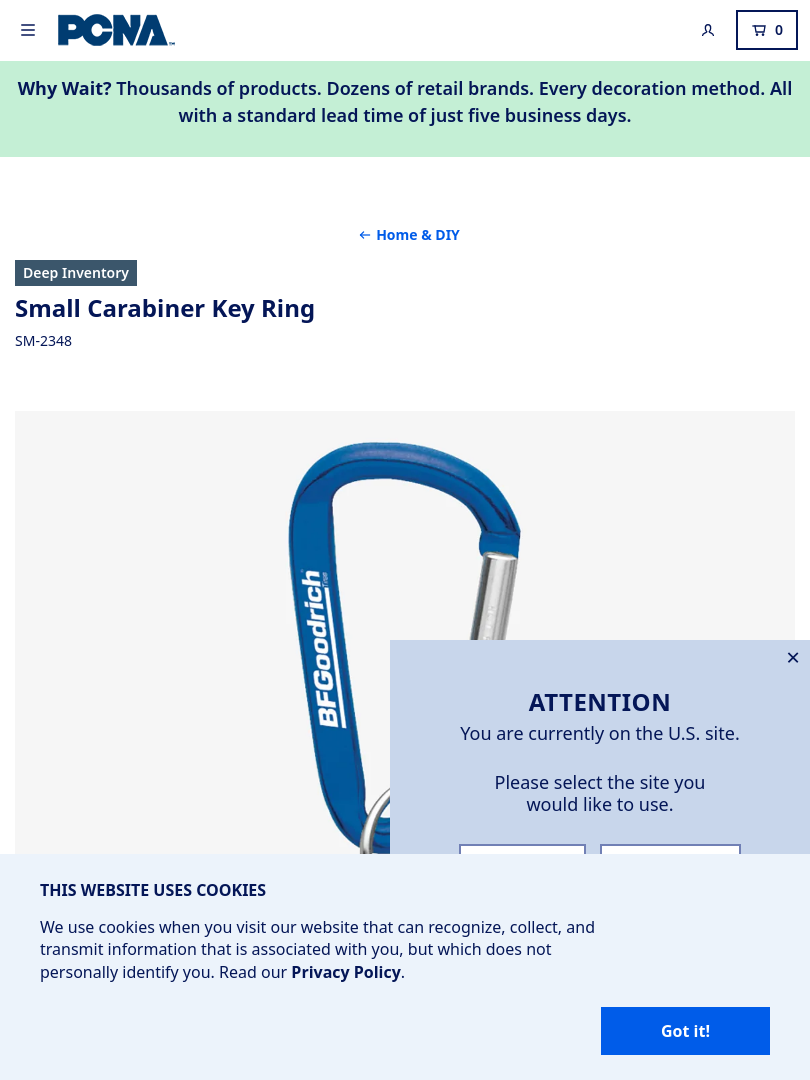 PCNA
0
Why Wait? Thousands of products. Dozens of retail brands. Every decoration method. All
with a standard lead time of just five business days.
Home & DIY
Deep Inventory
Small Carabiner Key Ring
SM-2348
BFGoodrich
Tires
ATTENTION
You are currently on the U.S. site.
Please select the site you
would like to use.
THIS WEBSITE USES COOKIES
We use cookies when you visit our website that can recognize, collect, and
transmit information that is associated with you, but which does not
personally identify you. Read our Privacy Policy.
Got it!